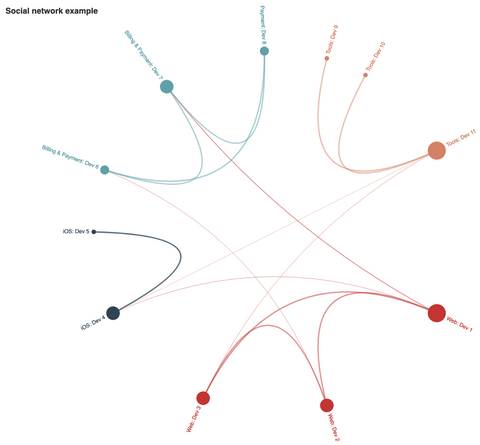 Social network example
Payment: Dev 8
Tools: Dev 9
Tools: Dev 10
Billing & Payment: Dev 7
Tools: Dev 11
Billing & Payment: Dev 6
iOS: Dev 5
iOS: Dev 4
Web: Dev 1
Web: Dev 3
Web: Dev 2